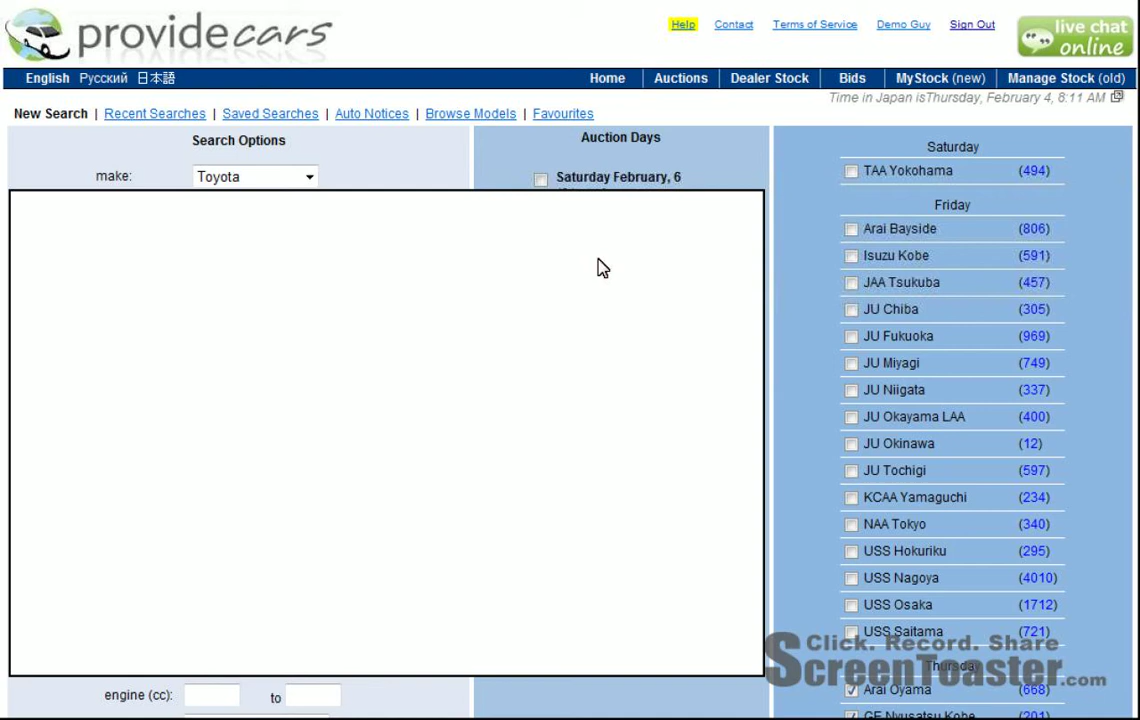 providecars
Help Contact Terms of Service Demo Guy Sign Out
live chat
online
English Русский 日本語 Home Auctions Dealer Stock Bids MyStock (new) Manage Stock (old)
Time in Japan isThursday, February 4, 6:11 AM
New Search | Recent Searches | Saved Searches | Auto Notices | Browse Models | Favourites
Search Options
make: Toyota
engine (cc): to
Auction Days
Saturday February, 6
Saturday
TAA Yokohama (494)
Friday
Arai Bayside (806)
Isuzu Kobe (591)
JAA Tsukuba (457)
JU Chiba (305)
JU Fukuoka (969)
JU Miyagi (749)
JU Niigata (337)
JU Okayama LAA (400)
JU Okinawa (12)
JU Tochigi (597)
KCAA Yamaguchi (234)
NAA Tokyo (340)
USS Hokuriku (295)
USS Nagoya (4010)
USS Osaka (1712)
USS Saitama (721)
Thursday
Arai Oyama (668)
GE Nyusatsu Kobe (201)
Click. Record. Share
ScreenToaster.com